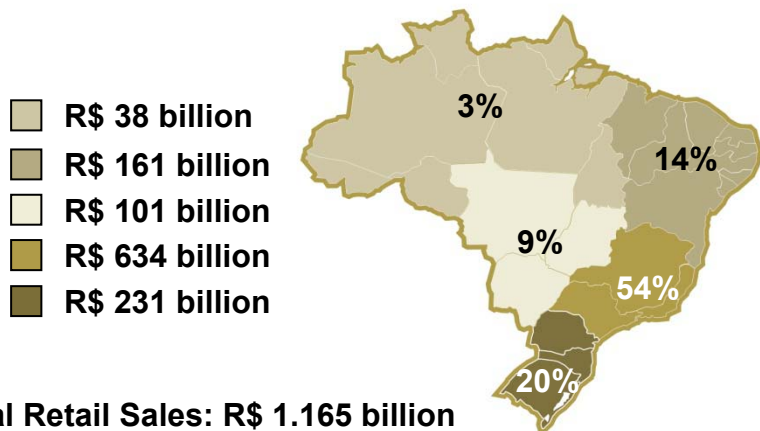 3%
R$ 38 billion
14%
R$ 161 billion
R$ 101 billion
9%
R$ 634 billion
54%
R$ 231 billion
20%
al Retail Sales: R$ 1.165 billion